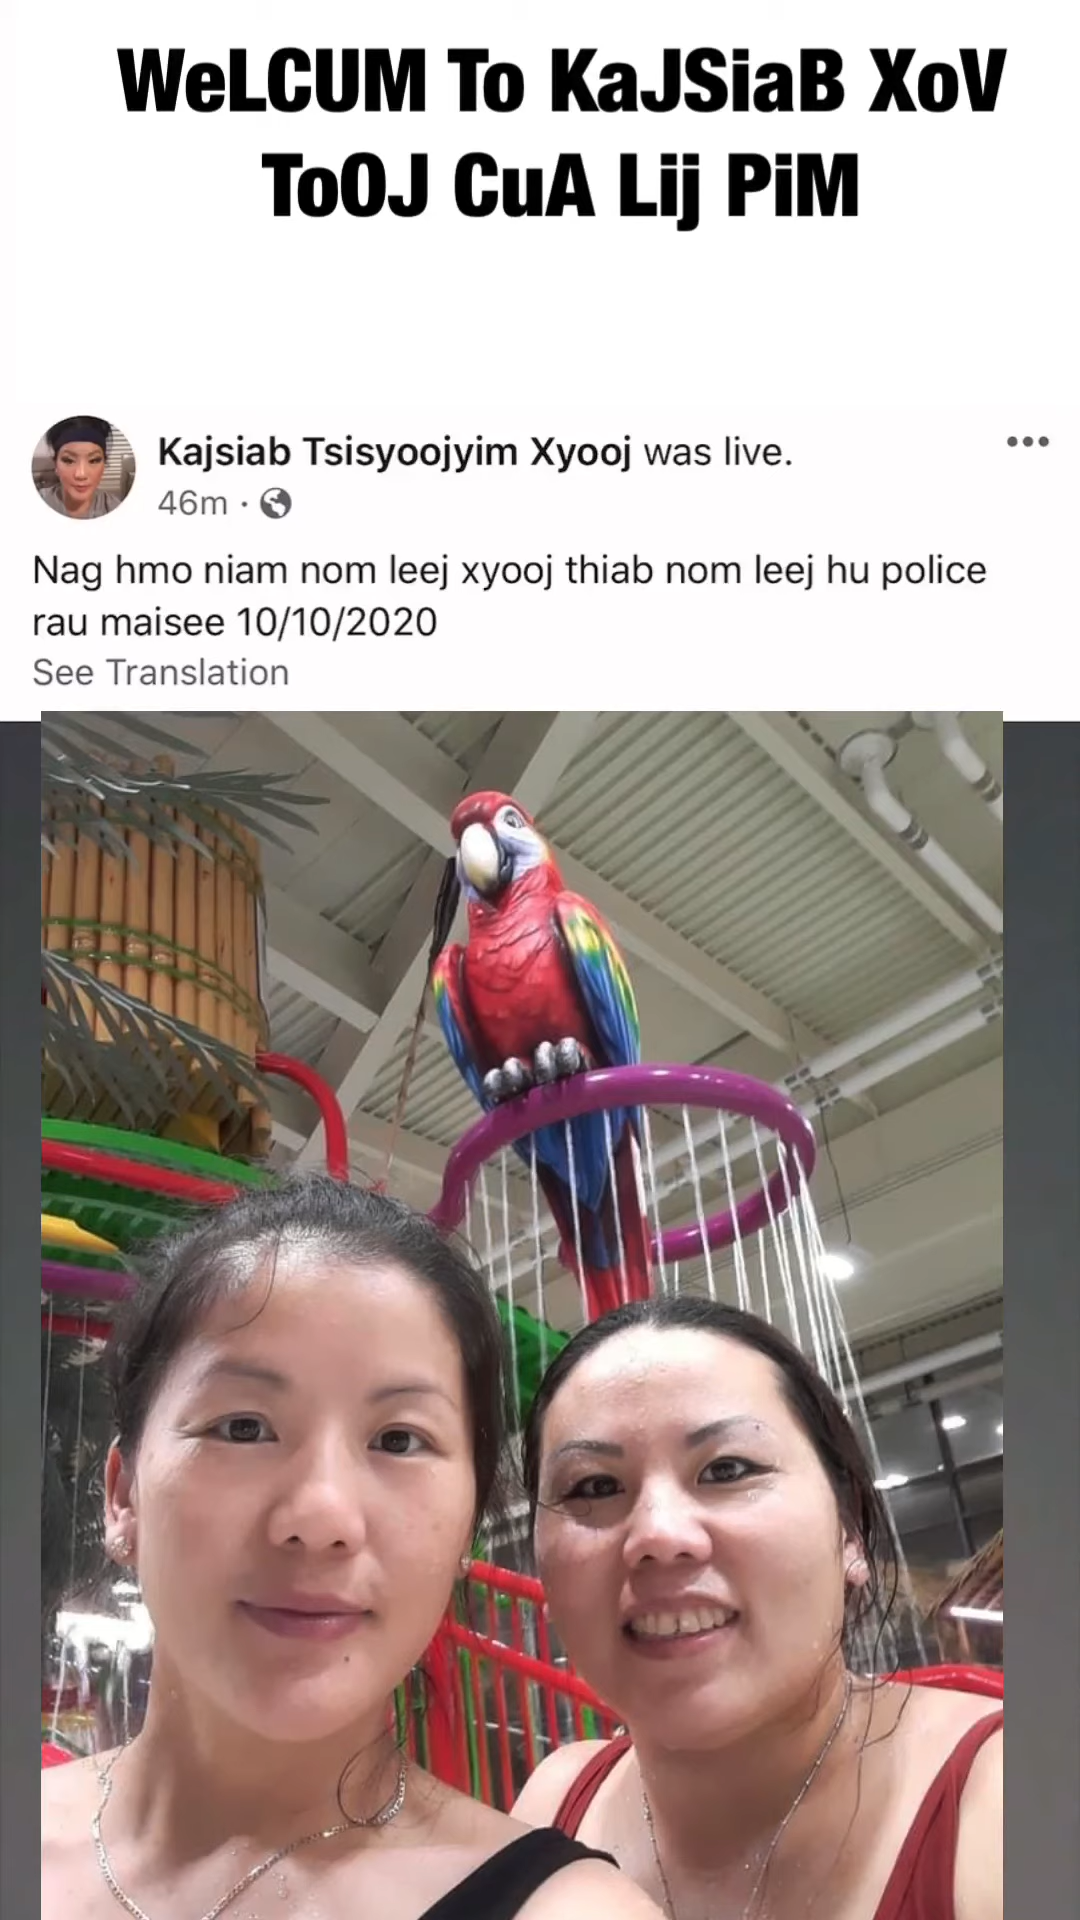 WeLCUM To KaJSiaB XoV
ToOJ CuA Lij PiM
Kajsiab Tsisyoojyim Xyooj was live.
46m ·
Nag hmo niam nom leej xyooj thiab nom leej hu police
rau maisee 10/10/2020
See Translation